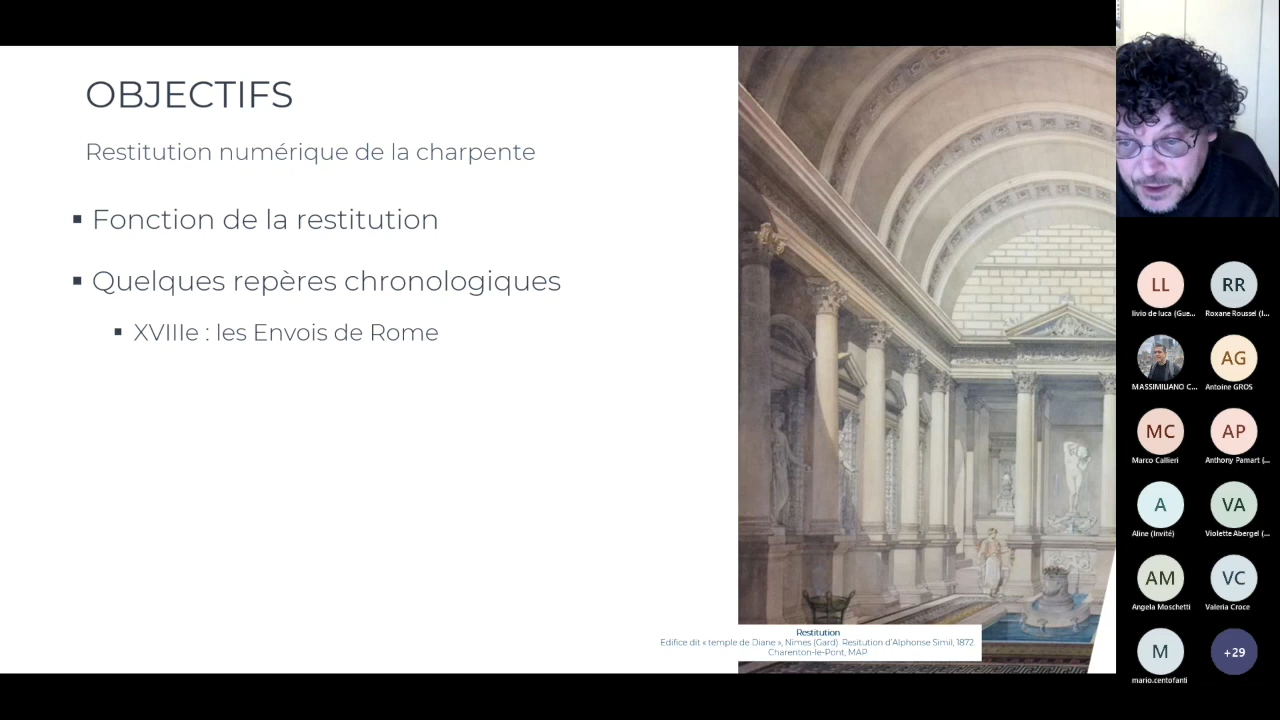 OBJECTIFS
Restitution numérique de la charpente
▪ Fonction de la restitution
▪ Quelques repères chronologiques
▪ XVIIIe : les Envois de Rome
Restitution
Edifice dit « temple de Diane », Nimes (Gard). Resitution d'Alphonse Simil, 1872.
Charenton-le-Pont, MAP
LL
livio de luca (Gue...
RR
Roxane Roussel (I...
MASSIMILIANO C...
AG
Antoine GROS
MC
Marco Callieri
AP
Anthony Pamart (...
A
Aline (Invité)
VA
Violette Abergel (...
AM
Angela Moschetti
VC
Valeria Croce
M
mario.centofanti
+29